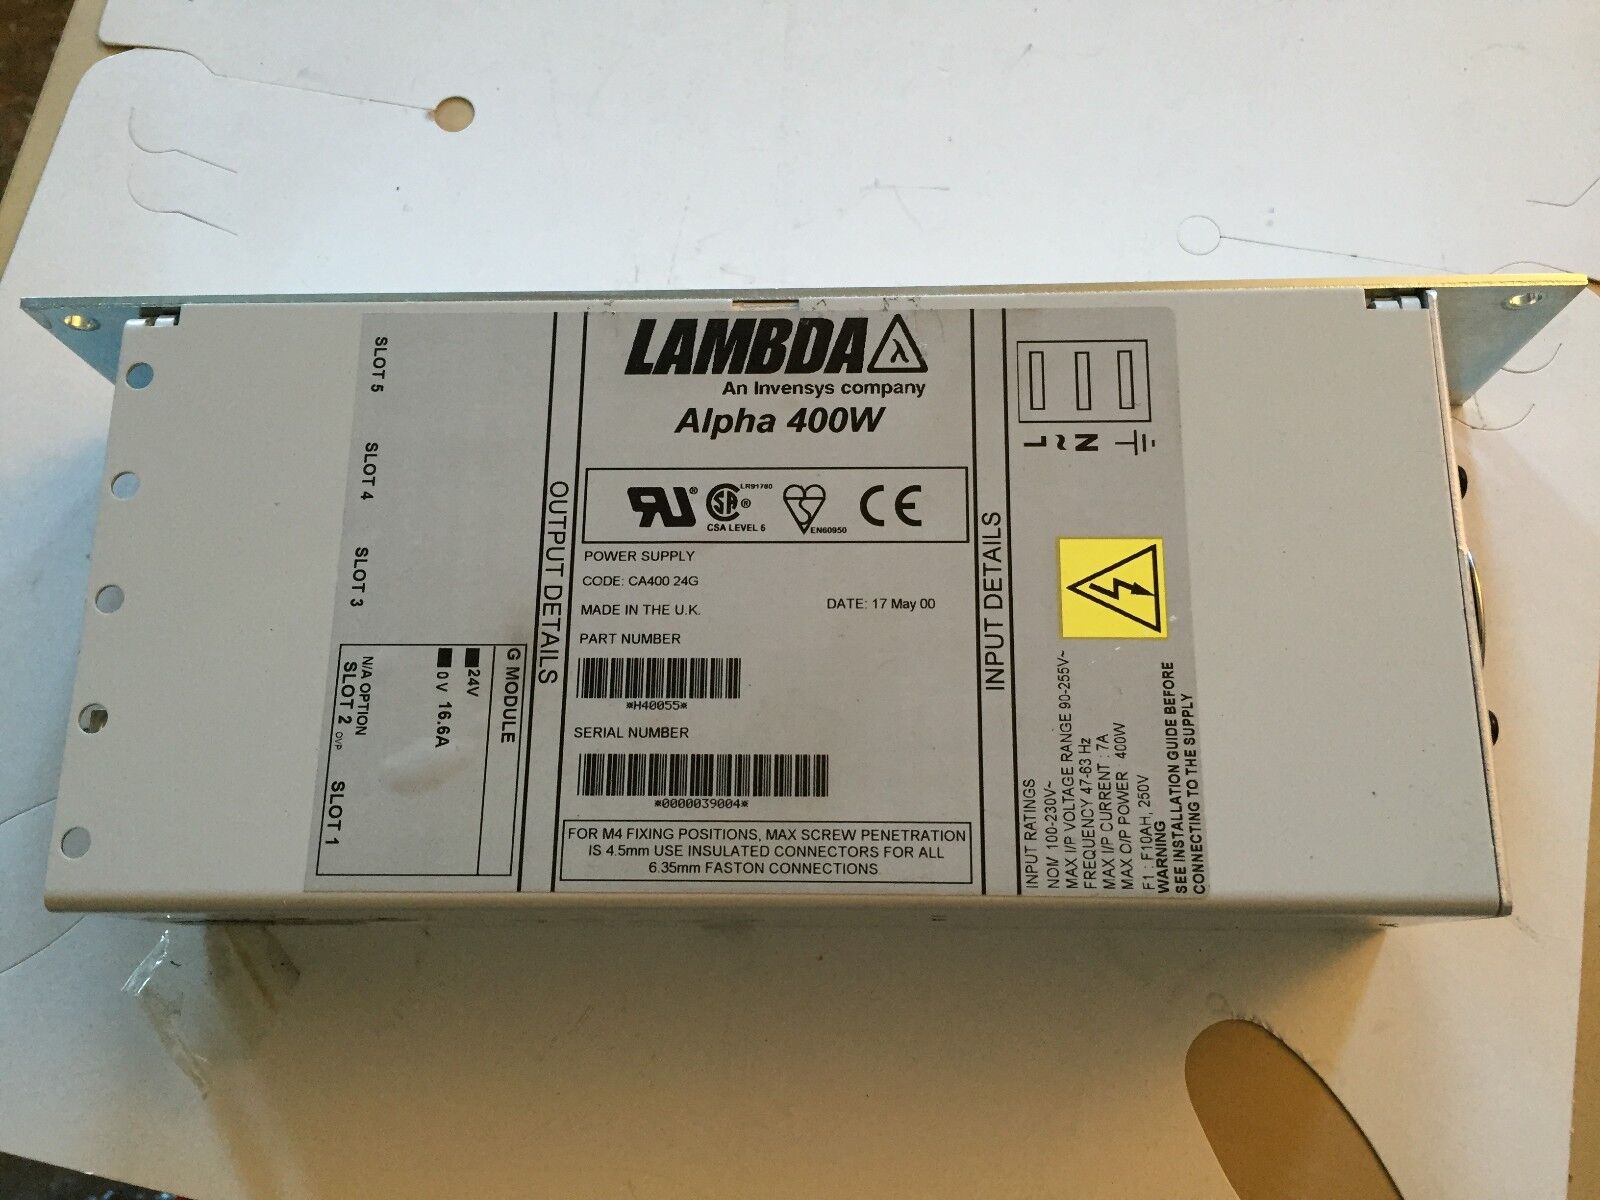 SLOT 5
SLOT 4
SLOT 3
N/A OPTION
SLOT 2 OVP
SLOT 1
G MODULE
24V
0V 16.6A
OUTPUT DETAILS
LAMBDA λ
An Invensys company
Alpha 400W
LR91760
CSA LEVEL 6
EN60950
CE
POWER SUPPLY
CODE: CA400 24G
MADE IN THE U.K.
DATE: 17 May 00
PART NUMBER
*H40055*
SERIAL NUMBER
*0000039004*
FOR M4 FIXING POSITIONS, MAX SCREW PENETRATION
IS 4.5mm USE INSULATED CONNECTORS FOR ALL
6.35mm FASTON CONNECTIONS
INPUT DETAILS
L
~
N
INPUT RATINGS
NOM 100-230V~
MAX I/P VOLTAGE RANGE 90-255V~
FREQUENCY 47-63 Hz
MAX I/P CURRENT : 7A
MAX O/P POWER 400W
F1 : F10AH, 250V
WARNING
SEE INSTALLATION GUIDE BEFORE
CONNECTING TO THE SUPPLY